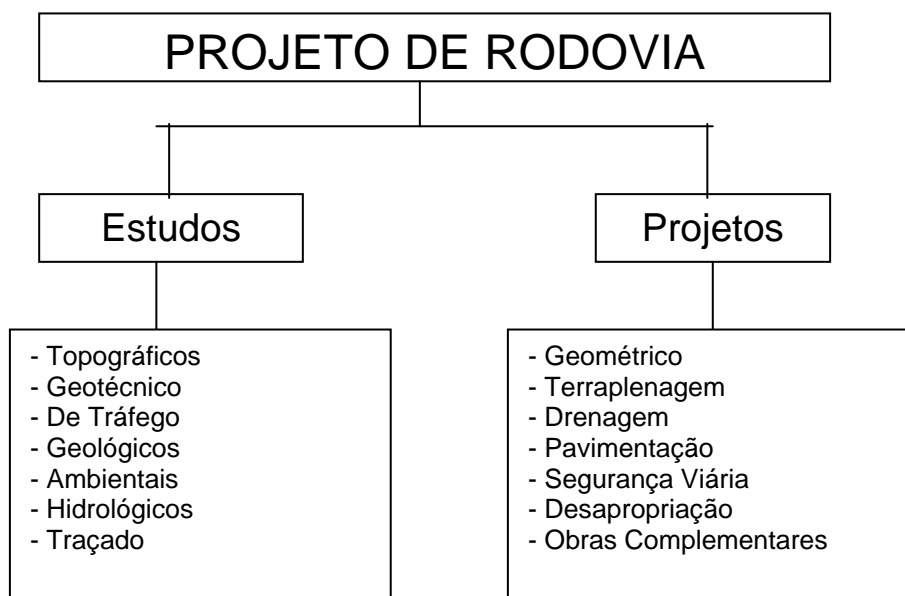 PROJETO DE RODOVIA
Estudos
Projetos
- Topográficos
- Geotécnico
- De Tráfego
- Geológicos
- Ambientais
- Hidrológicos
- Traçado
- Geométrico
- Terraplenagem
- Drenagem
- Pavimentação
- Segurança Viária
- Desapropriação
- Obras Complementares